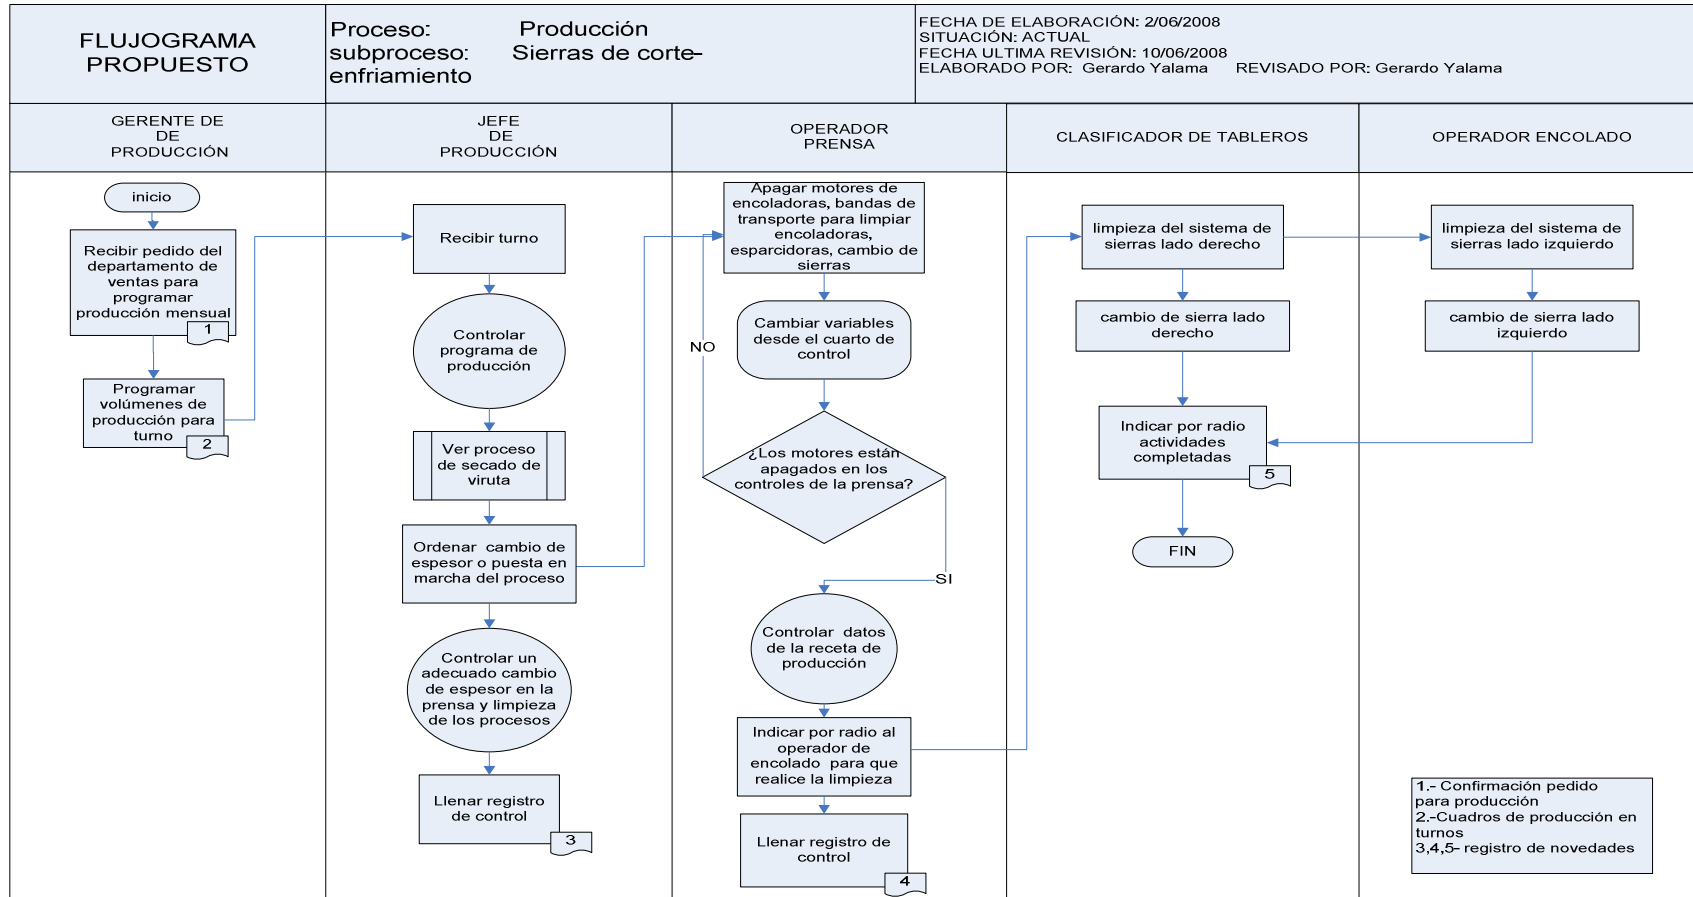 FLUJOGRAMA
PROPUESTO
Proceso: Producción
subproceso: Sierras de corte-
enfriamiento
FECHA DE ELABORACIÓN: 2/06/2008
SITUACIÓN: ACTUAL
FECHA ULTIMA REVISIÓN: 10/06/2008
ELABORADO POR: Gerardo Yalama REVISADO POR: Gerardo Yalama
GERENTE DE
DE
PRODUCCIÓN
JEFE
DE
PRODUCCIÓN
OPERADOR
PRENSA
CLASIFICADOR DE TABLEROS
OPERADOR ENCOLADO
inicio
Recibir pedido del
departamento de
ventas para
programar
producción mensual
1
Programar
volúmenes de
producción para
turno
2
Recibir turno
Controlar
programa de
producción
Ver proceso
de secado de
viruta
Ordenar cambio de
espesor o puesta en
marcha del proceso
Controlar un
adecuado cambio
de espesor en la
prensa y limpieza
de los procesos
Llenar registro
de control
3
Apagar motores de
encoladoras, bandas de
transporte para limpiar
encoladoras,
esparcidoras, cambio de
sierras
Cambiar variables
desde el cuarto de
control
NO
¿Los motores están
apagados en los
controles de la prensa?
SI
Controlar datos
de la receta de
producción
Indicar por radio al
operador de
encolado para que
realice la limpieza
Llenar registro de
control
4
limpieza del sistema de
sierras lado derecho
cambio de sierra lado
derecho
Indicar por radio
actividades
completadas
5
FIN
limpieza del sistema de
sierras lado izquierdo
cambio de sierra lado
izquierdo
1.- Confirmación pedido
para producción
2.-Cuadros de producción en
turnos
3,4,5- registro de novedades